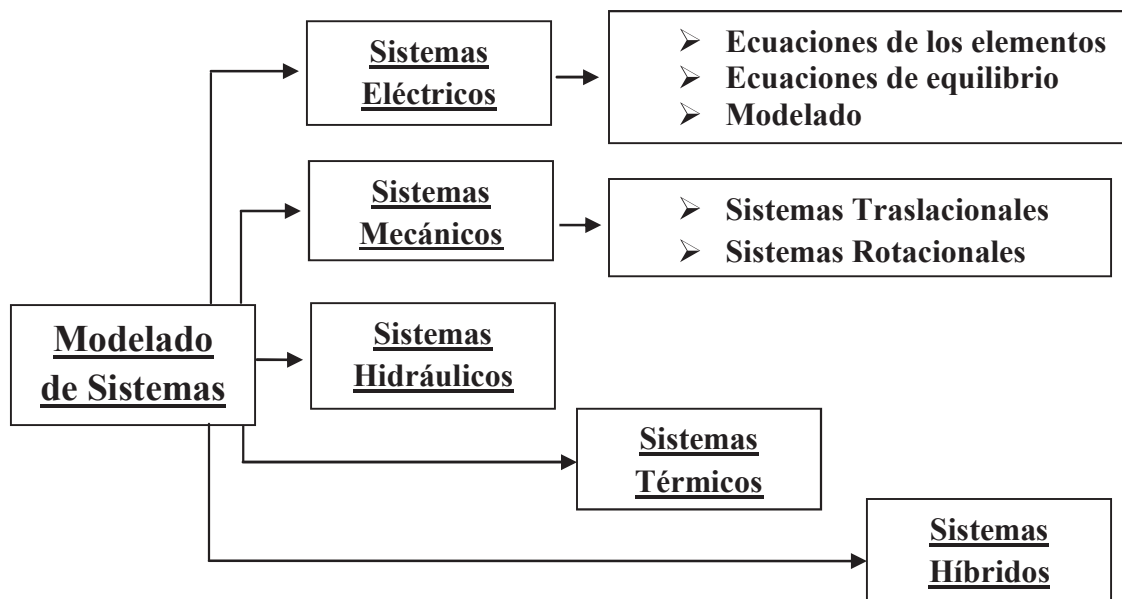 Sistemas
Eléctricos
➢ Ecuaciones de los elementos
➢ Ecuaciones de equilibrio
➢ Modelado
Sistemas
Mecánicos
➢ Sistemas Traslacionales
➢ Sistemas Rotacionales
Modelado
de Sistemas
Sistemas
Hidráulicos
Sistemas
Térmicos
Sistemas
Híbridos